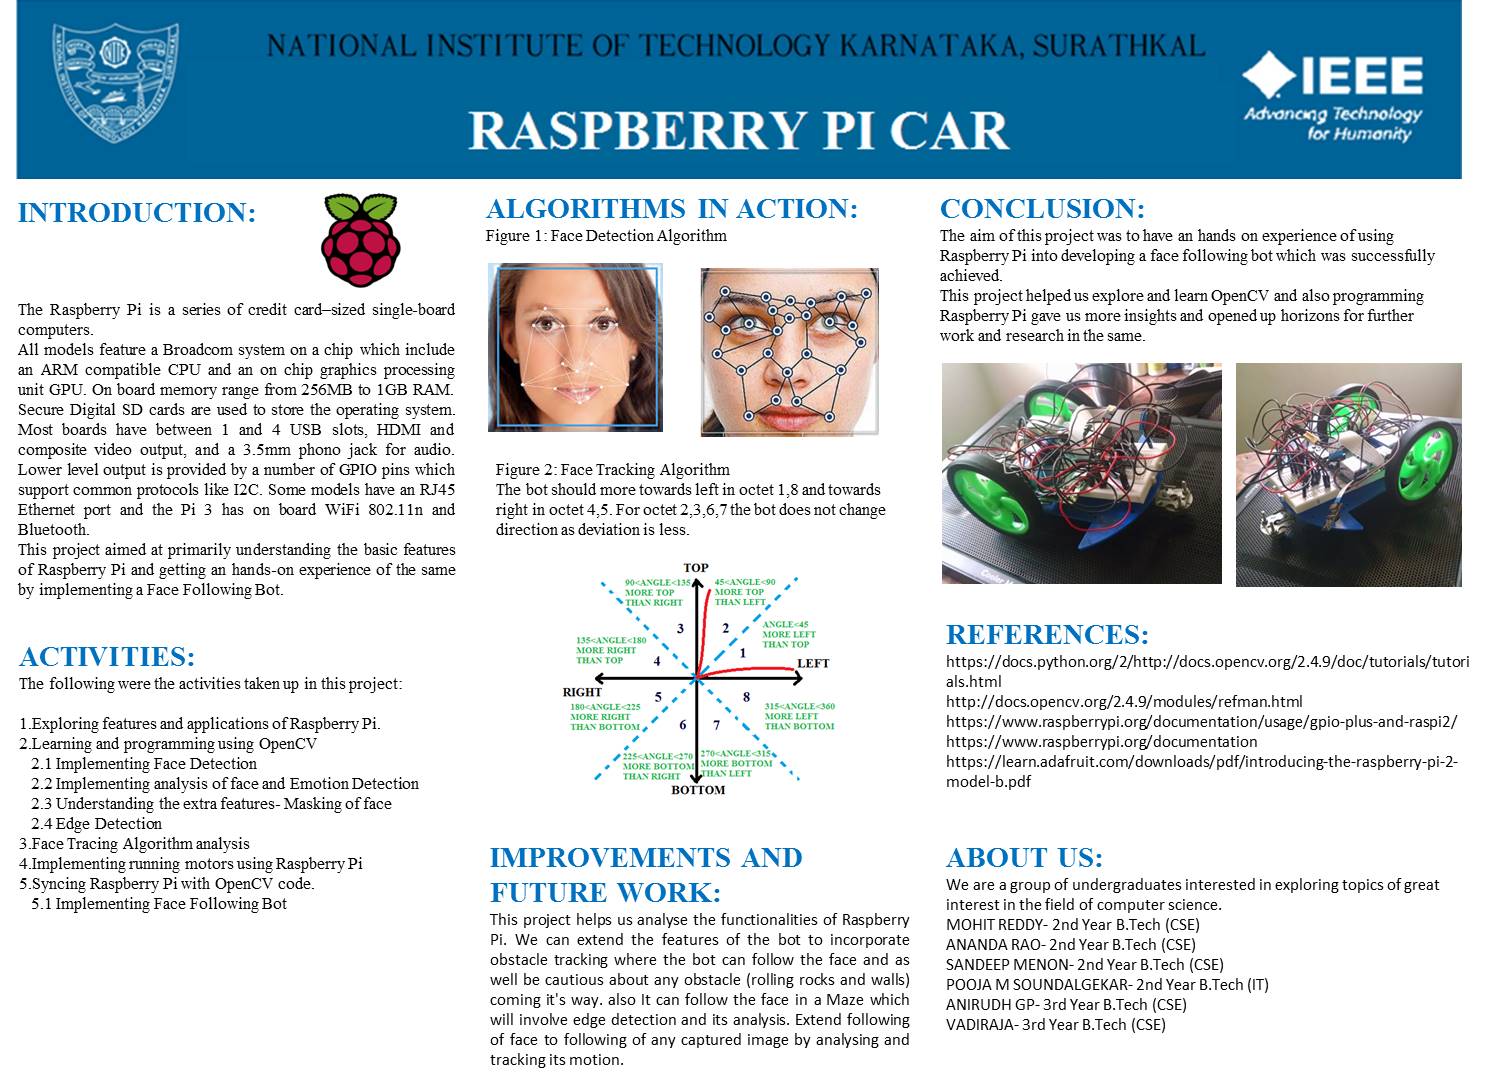 NATIONAL INSTITUTE OF TECHNOLOGY KARNATAKA, SURATHKAL
RASPBERRY PI CAR
IEEE
Advancing Technology
for Humanity
INTRODUCTION:
The Raspberry Pi is a series of credit card–sized single-board
computers.
All models feature a Broadcom system on a chip which include
an ARM compatible CPU and an on chip graphics processing
unit GPU. On board memory range from 256MB to 1GB RAM.
Secure Digital SD cards are used to store the operating system.
Most boards have between 1 and 4 USB slots, HDMI and
composite video output, and a 3.5mm phono jack for audio.
Lower level output is provided by a number of GPIO pins which
support common protocols like I2C. Some models have an RJ45
Ethernet port and the Pi 3 has on board WiFi 802.11n and
Bluetooth.
This project aimed at primarily understanding the basic features
of Raspberry Pi and getting an hands-on experience of the same
by implementing a Face Following Bot.
ACTIVITIES:
The following were the activities taken up in this project:
1.Exploring features and applications of Raspberry Pi.
2.Learning and programming using OpenCV
2.1 Implementing Face Detection
2.2 Implementing analysis of face and Emotion Detection
2.3 Understanding the extra features- Masking of face
2.4 Edge Detection
3.Face Tracing Algorithm analysis
4.Implementing running motors using Raspberry Pi
5.Syncing Raspberry Pi with OpenCV code.
5.1 Implementing Face Following Bot
ALGORITHMS IN ACTION:
Figure 1: Face Detection Algorithm
Figure 2: Face Tracking Algorithm
The bot should more towards left in octet 1,8 and towards
right in octet 4,5. For octet 2,3,6,7 the bot does not change
direction as deviation is less.
TOP
90<ANGLE<135
MORE TOP
THAN RIGHT
45<ANGLE<90
MORE TOP
THAN LEFT
3
2
ANGLE<45
MORE LEFT
THAN TOP
135<ANGLE<180
MORE RIGHT
THAN TOP
4
1
LEFT
RIGHT
5
8
180<ANGLE<225
MORE RIGHT
THAN BOTTOM
315<ANGLE<360
MORE LEFT
THAN BOTTOM
6
7
225<ANGLE<270
MORE BOTTOM
THAN RIGHT
270<ANGLE<315
MORE BOTTOM
THAN LEFT
BOTTOM
IMPROVEMENTS AND
FUTURE WORK:
This project helps us analyse the functionalities of Raspberry
Pi. We can extend the features of the bot to incorporate
obstacle tracking where the bot can follow the face and as
well be cautious about any obstacle (rolling rocks and walls)
coming it's way. also It can follow the face in a Maze which
will involve edge detection and its analysis. Extend following
of face to following of any captured image by analysing and
tracking its motion.
CONCLUSION:
The aim of this project was to have an hands on experience of using
Raspberry Pi into developing a face following bot which was successfully
achieved.
This project helped us explore and learn OpenCV and also programming
Raspberry Pi gave us more insights and opened up horizons for further
work and research in the same.
REFERENCES:
https://docs.python.org/2/http://docs.opencv.org/2.4.9/doc/tutorials/tutori
als.html
http://docs.opencv.org/2.4.9/modules/refman.html
https://www.raspberrypi.org/documentation/usage/gpio-plus-and-raspi2/
https://www.raspberrypi.org/documentation
https://learn.adafruit.com/downloads/pdf/introducing-the-raspberry-pi-2-
model-b.pdf
ABOUT US:
We are a group of undergraduates interested in exploring topics of great
interest in the field of computer science.
MOHIT REDDY- 2nd Year B.Tech (CSE)
ANANDA RAO- 2nd Year B.Tech (CSE)
SANDEEP MENON- 2nd Year B.Tech (CSE)
POOJA M SOUNDALGEKAR- 2nd Year B.Tech (IT)
ANIRUDH GP- 3rd Year B.Tech (CSE)
VADIRAJA- 3rd Year B.Tech (CSE)